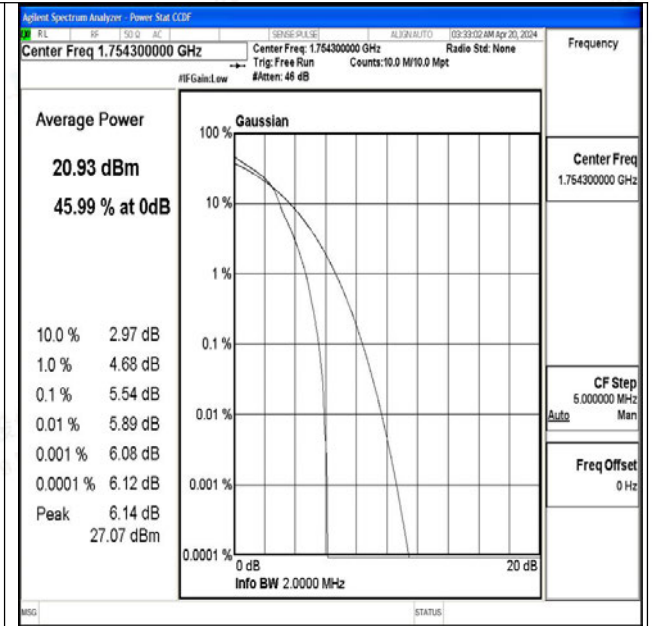 Agilent Spectrum Analyzer - Power Stat CCDF
RL RF 50 Ω AC SENSE:PULSE ALIGN AUTO 03:33:02 AM Apr 20, 2024
Center Freq 1.754300000 GHz
Center Freq: 1.754300000 GHz Radio Std: None
Trig: Free Run Counts:10.0 M/10.0 Mpt
#IFGain:Low #Atten: 46 dB
Frequency
Average Power
20.93 dBm
45.99 % at 0dB
10.0 % 2.97 dB
1.0 % 4.68 dB
0.1 % 5.54 dB
0.01 % 5.89 dB
0.001 % 6.08 dB
0.0001 % 6.12 dB
Peak 6.14 dB
27.07 dBm
Gaussian
100 %
10 %
1 %
0.1 %
0.01 %
0.001 %
0.0001 %
0 dB 20 dB
Info BW 2.0000 MHz
Center Freq
1.754300000 GHz
CF Step
5.000000 MHz
Auto Man
Freq Offset
0 Hz
MSG STATUS